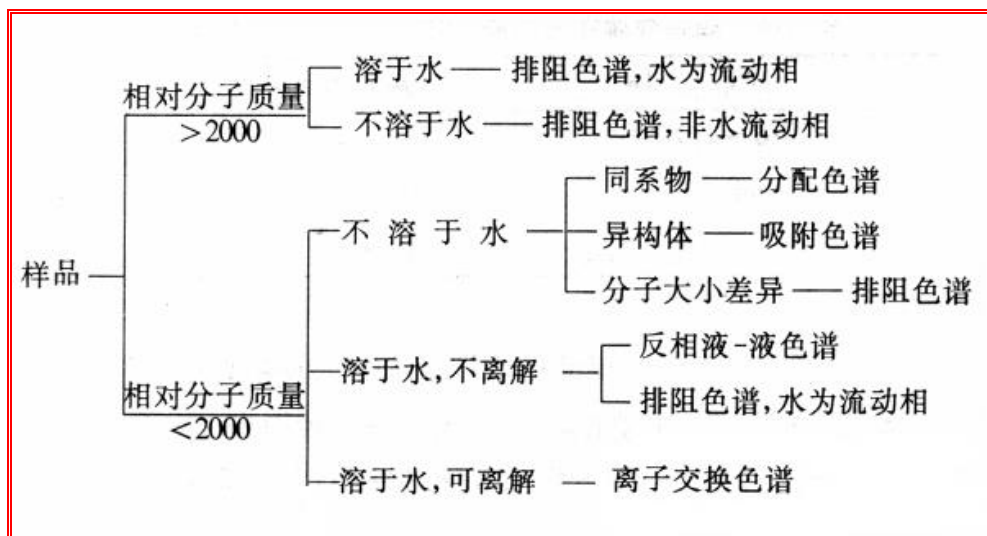 相对分子质量
>2000
溶于水 — 排阻色谱,水为流动相
不溶于水 — 排阻色谱,非水流动相
样品
相对分子质量
<2000
不溶于水
同系物 — 分配色谱
异构体 — 吸附色谱
分子大小差异 — 排阻色谱
溶于水,不离解
反相液-液色谱
排阻色谱,水为流动相
溶于水,可离解 — 离子交换色谱